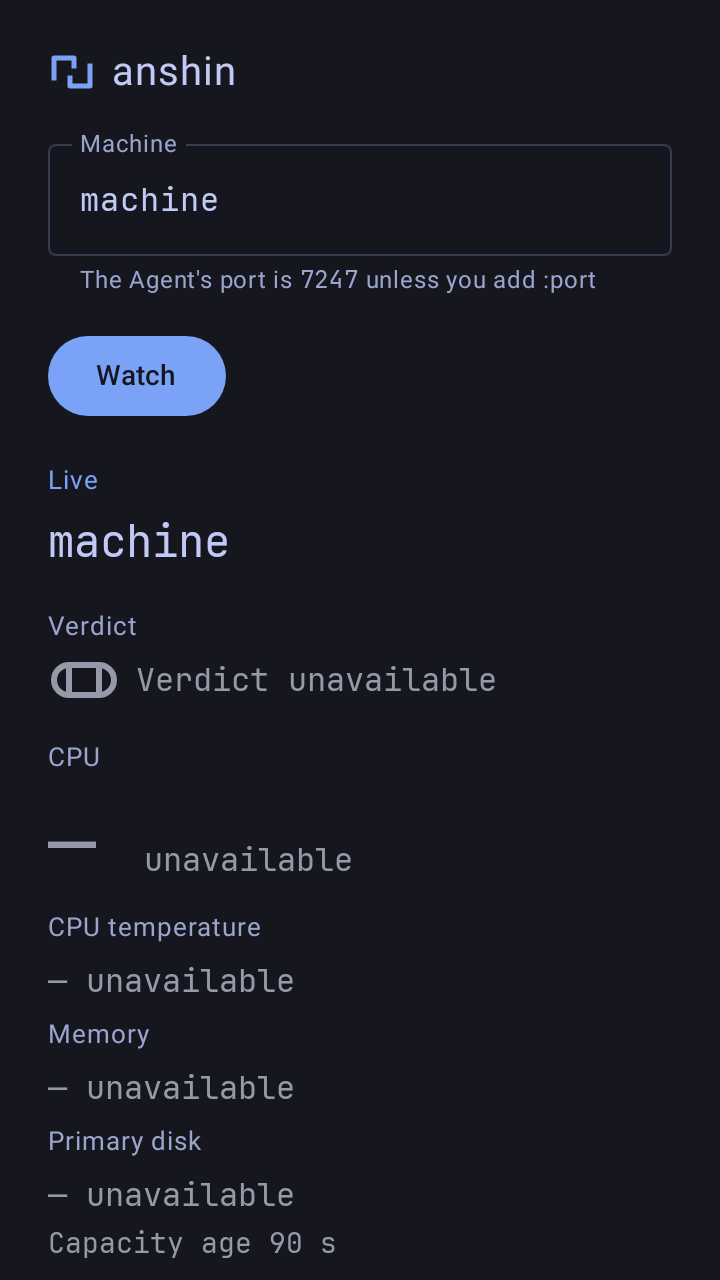 anshin
Machine
machine
The Agent's port is 7247 unless you add :port
Watch
Live
machine
Verdict
Verdict unavailable
CPU
— unavailable
CPU temperature
— unavailable
Memory
— unavailable
Primary disk
— unavailable
Capacity age 90 s